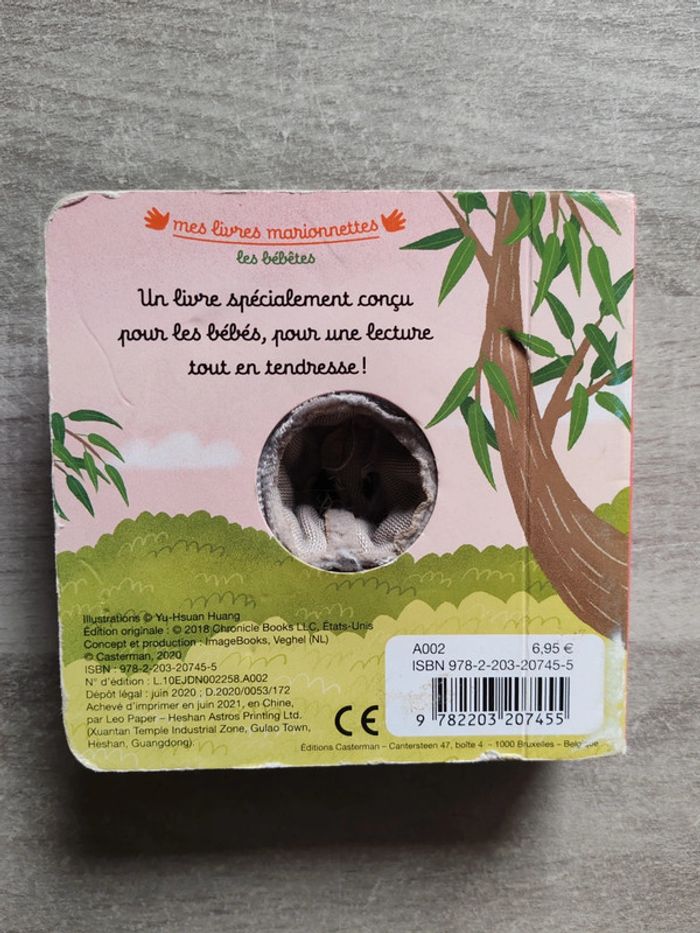 mes livres marionnettes
les bébêtes
Un livre spécialement conçu
pour les bébés, pour une lecture
tout en tendresse !
Illustrations © Yu-Hsuan Huang
Édition originale : © 2018 Chronicle Books LLC, États-Unis
Concept et production : ImageBooks, Veghel (NL)
© Casterman, 2020
ISBN : 978-2-203-20745-5
N° d'édition : L.10EJDN002258.A002
Dépôt légal : juin 2020 ; D.2020/0053/172
Achevé d'imprimer en juin 2021, en Chine,
par Leo Paper – Heshan Astros Printing Ltd.
(Xuantan Temple Industrial Zone, Gulao Town,
Heshan, Guangdong).
CE
A002 6,95 €
ISBN 978-2-203-20745-5
9 782203 207455
Éditions Casterman – Cantersteen 47, boîte 4 – 1000 Bruxelles – Belgique